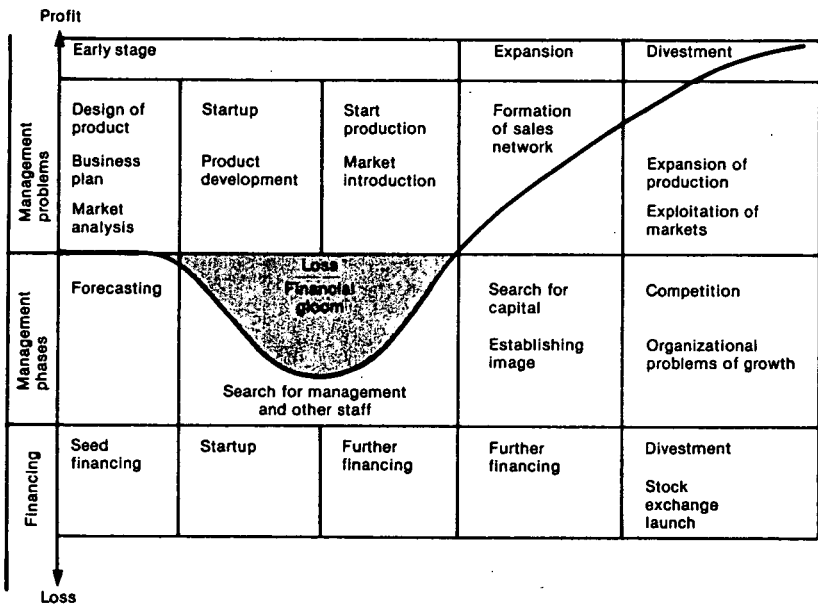 Profit
Early stage
Expansion
Divestment
Management
problems
Design of
product
Business
plan
Market
analysis
Startup
Product
development
Start
production
Market
introduction
Formation
of sales
network
Expansion of
production
Exploitation of
markets
Management
phases
Forecasting
Loss
Financial
gloom
Search for management
and other staff
Search for
capital
Establishing
image
Competition
Organizational
problems of growth
Financing
Seed
financing
Startup
Further
financing
Further
financing
Divestment
Stock
exchange
launch
Loss